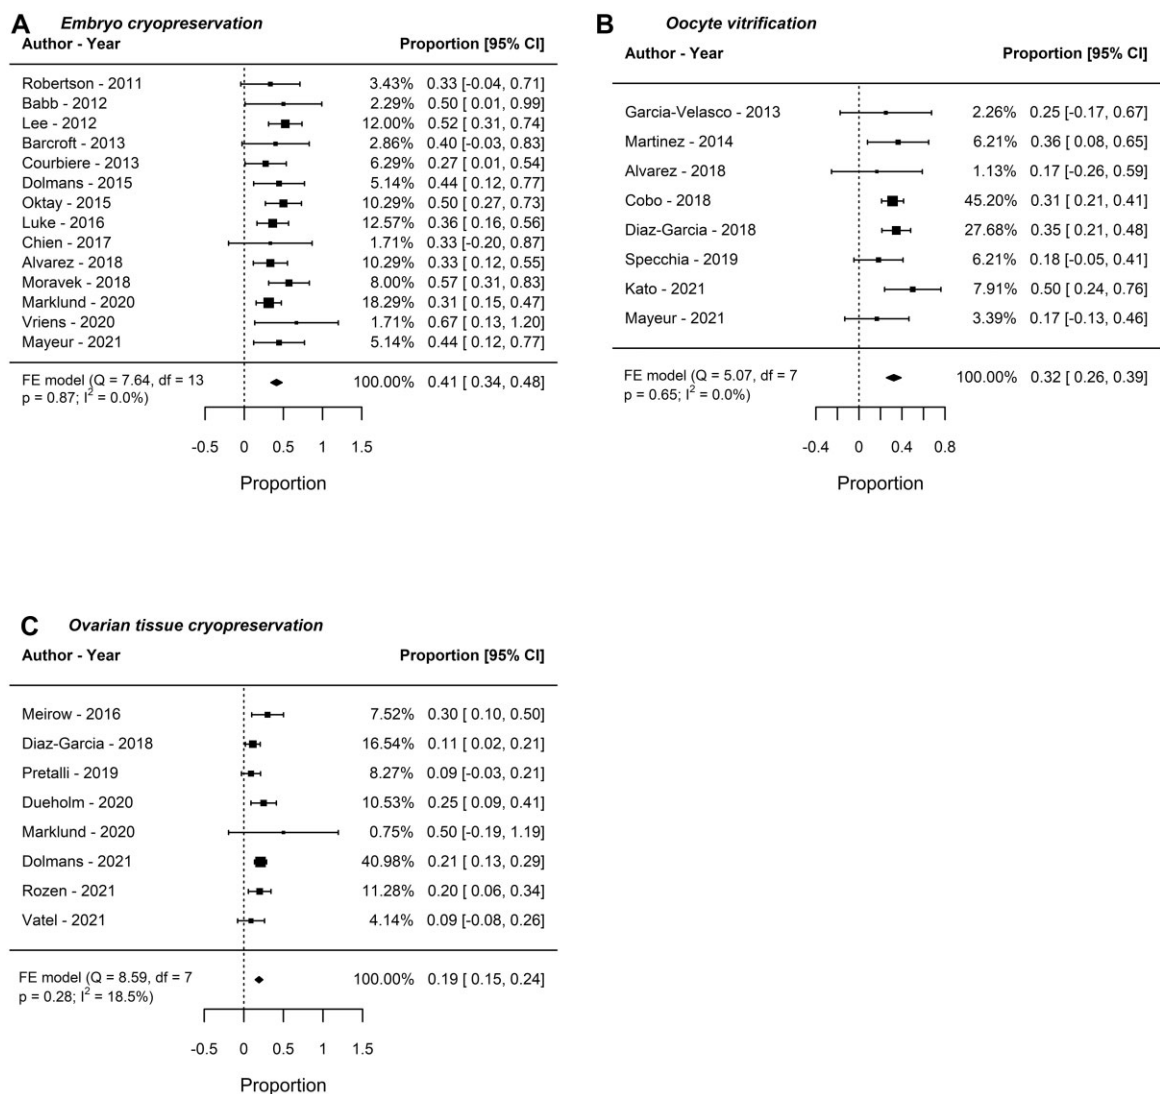 A Embryo cryopreservation
Author - Year Proportion [95% CI]
Robertson - 2011 3.43% 0.33 [-0.04, 0.71]
Babb - 2012 2.29% 0.50 [0.01, 0.99]
Lee - 2012 12.00% 0.52 [0.31, 0.74]
Barcroft - 2013 2.86% 0.40 [-0.03, 0.83]
Courbiere - 2013 6.29% 0.27 [0.01, 0.54]
Dolmans - 2015 5.14% 0.44 [0.12, 0.77]
Oktay - 2015 10.29% 0.50 [0.27, 0.73]
Luke - 2016 12.57% 0.36 [0.16, 0.56]
Chien - 2017 1.71% 0.33 [-0.20, 0.87]
Alvarez - 2018 10.29% 0.33 [0.12, 0.55]
Moravek - 2018 8.00% 0.57 [0.31, 0.83]
Marklund - 2020 18.29% 0.31 [0.15, 0.47]
Vriens - 2020 1.71% 0.67 [0.13, 1.20]
Mayeur - 2021 5.14% 0.44 [0.12, 0.77]
FE model (Q = 7.64, df = 13 100.00% 0.41 [ 0.34, 0.48]
p = 0.87; I² = 0.0%)
-0.5 0 0.5 1 1.5
Proportion
B Oocyte vitrification
Author - Year Proportion [95% CI]
Garcia-Velasco - 2013 2.26% 0.25 [-0.17, 0.67]
Martinez - 2014 6.21% 0.36 [0.08, 0.65]
Alvarez - 2018 1.13% 0.17 [-0.26, 0.59]
Cobo - 2018 45.20% 0.31 [0.21, 0.41]
Diaz-Garcia - 2018 27.68% 0.35 [0.21, 0.48]
Specchia - 2019 6.21% 0.18 [-0.05, 0.41]
Kato - 2021 7.91% 0.50 [0.24, 0.76]
Mayeur - 2021 3.39% 0.17 [-0.13, 0.46]
FE model (Q = 5.07, df = 7 100.00% 0.32 [ 0.26, 0.39]
p = 0.65; I² = 0.0%)
-0.4 0 0.4 0.8
Proportion
C Ovarian tissue cryopreservation
Author - Year Proportion [95% CI]
Meirow - 2016 7.52% 0.30 [ 0.10, 0.50]
Diaz-Garcia - 2018 16.54% 0.11 [ 0.02, 0.21]
Pretalli - 2019 8.27% 0.09 [-0.03, 0.21]
Dueholm - 2020 10.53% 0.25 [ 0.09, 0.41]
Marklund - 2020 0.75% 0.50 [-0.19, 1.19]
Dolmans - 2021 40.98% 0.21 [ 0.13, 0.29]
Rozen - 2021 11.28% 0.20 [ 0.06, 0.34]
Vatel - 2021 4.14% 0.09 [-0.08, 0.26]
FE model (Q = 8.59, df = 7 100.00% 0.19 [ 0.15, 0.24]
p = 0.28; I² = 18.5%)
-0.5 0 0.5 1 1.5
Proportion